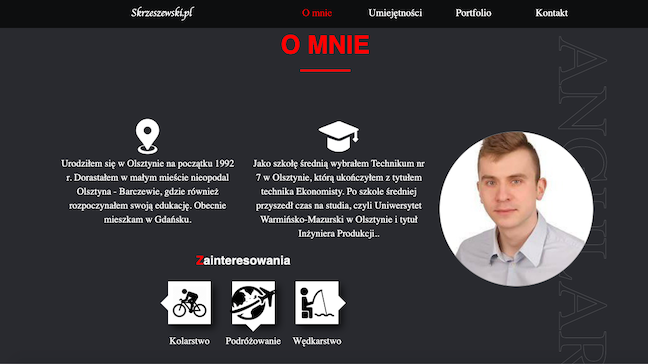 Skrzeszewski.pl
O mnie
Umiejętności
Portfolio
Kontakt
O MNIE
Urodziłem się w Olsztynie na początku 1992
r. Dorastałem w małym mieście nieopodal
Olsztyna - Barczewie, gdzie również
rozpoczynałem swoją edukację. Obecnie
mieszkam w Gdańsku.
Jako szkołę średnią wybrałem Technikum nr
7 w Olsztynie, którą ukończyłem z tytułem
technika Ekonomisty. Po szkole średniej
przyszedł czas na studia, czyli Uniwersytet
Warmińsko-Mazurski w Olsztynie i tytuł
Inżyniera Produkcji..
Zainteresowania
Kolarstwo
Podróżowanie
Wędkarstwo